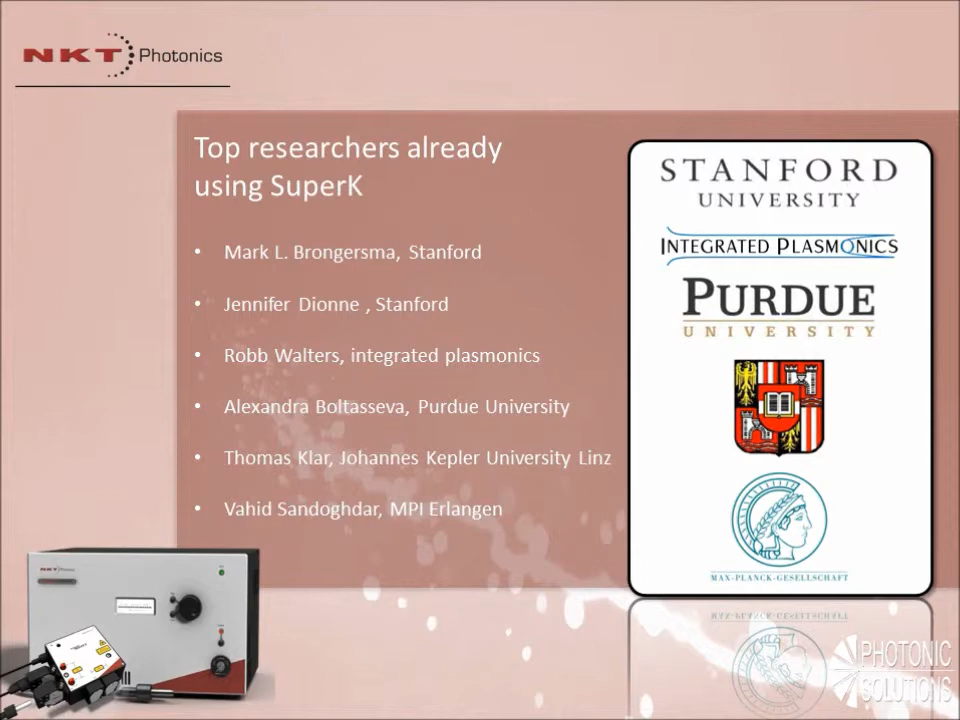 NKT Photonics
Top researchers already
using SuperK
• Mark L. Brongersma, Stanford
• Jennifer Dionne , Stanford
• Robb Walters, integrated plasmonics
• Alexandra Boltasseva, Purdue University
• Thomas Klar, Johannes Kepler University Linz
• Vahid Sandoghdar, MPI Erlangen
STANFORD
UNIVERSITY
INTEGRATED PLASMONICS
PURDUE
UNIVERSITY
MAX-PLANCK-GESELLSCHAFT
NKT Photonics
PHOTONIC
SOLUTIONS